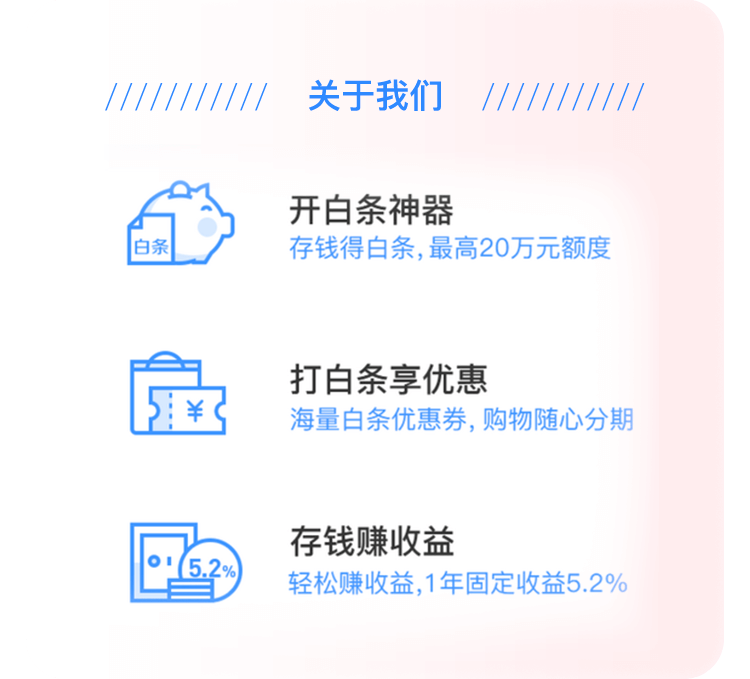 关于我们
开白条神器
白条
存钱得白条,最高20万元额度
打白条享优惠
¥
海量白条优惠券,购物随心分期
存钱赚收益
5.2%
轻松赚收益,1年固定收益5.2%